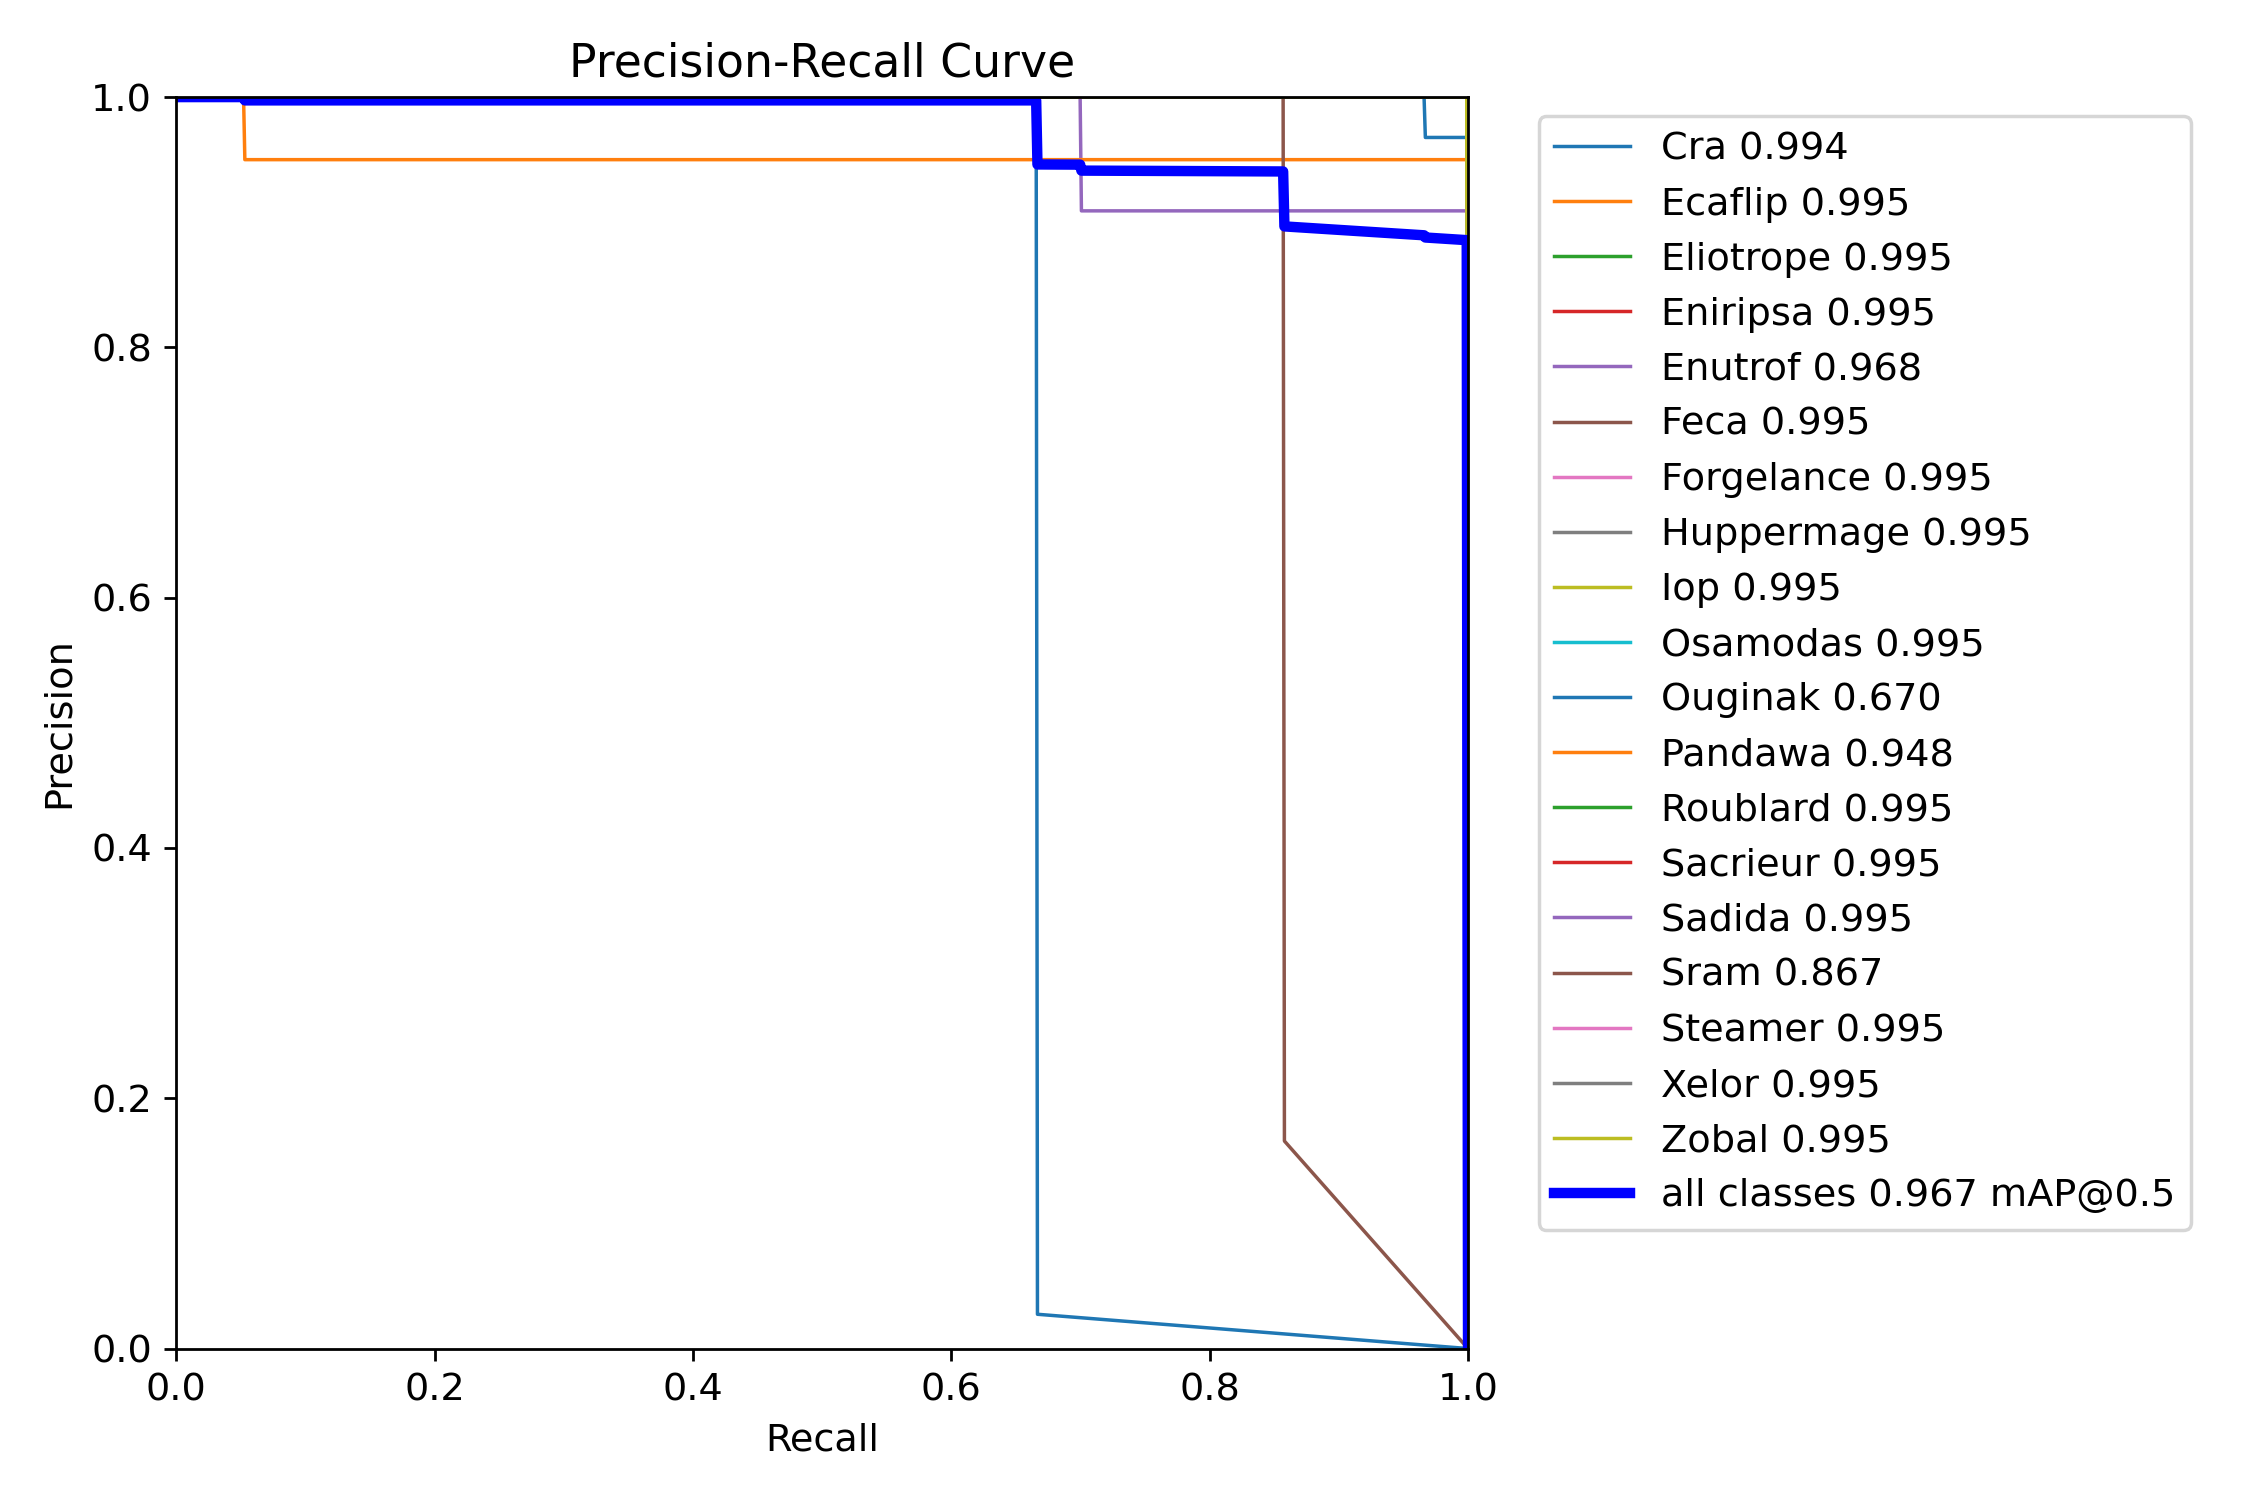 Precision-Recall Curve
1.0
0.8
0.6
0.4
0.2
0.0
Precision
0.0 0.2 0.4 0.6 0.8 1.0
Recall
Cra 0.994
Ecaflip 0.995
Eliotrope 0.995
Eniripsa 0.995
Enutrof 0.968
Feca 0.995
Forgelance 0.995
Huppermage 0.995
Iop 0.995
Osamodas 0.995
Ouginak 0.670
Pandawa 0.948
Roublard 0.995
Sacrieur 0.995
Sadida 0.995
Sram 0.867
Steamer 0.995
Xelor 0.995
Zobal 0.995
all classes 0.967 mAP@0.5